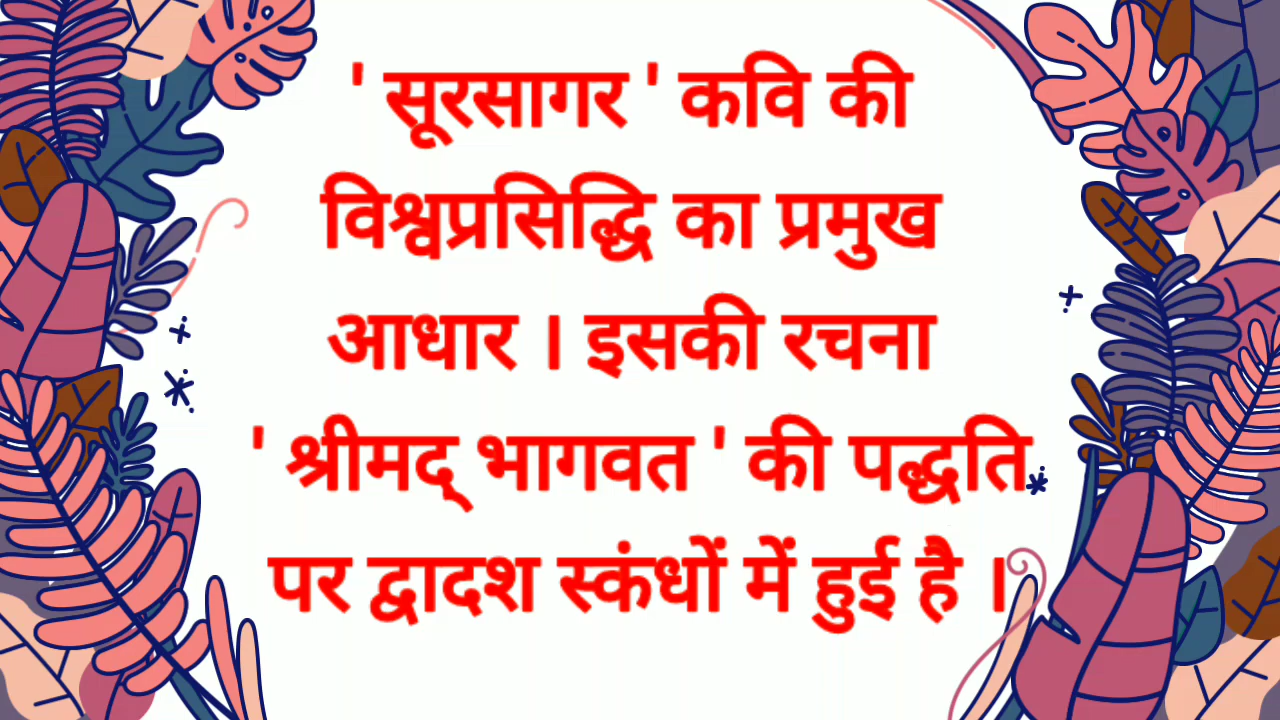 ' सूरसागर ' कवि की
विश्वप्रसिद्धि का प्रमुख
आधार । इसकी रचना
' श्रीमद् भागवत ' की पद्धति
पर द्वादश स्कंधों में हुई है ।